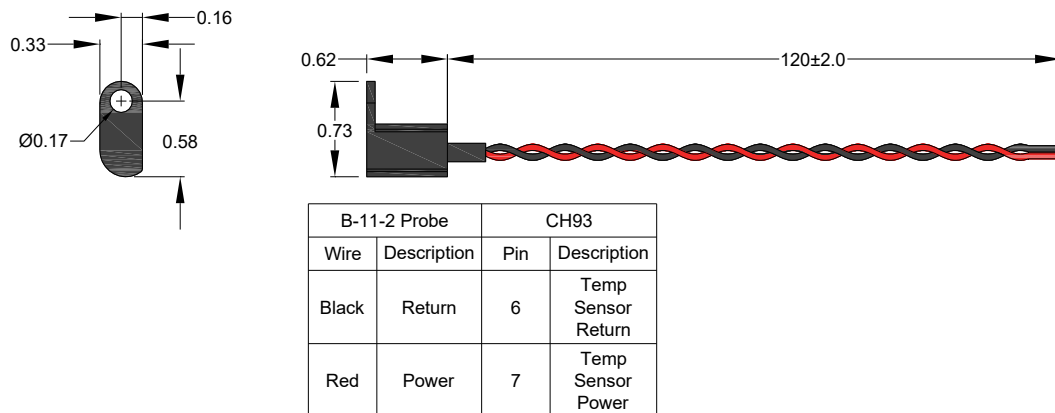 0.16
0.33
Ø0.17
0.58
0.62
120±2.0
0.73
B-11-2 Probe CH93
Wire Description Pin Description
Black Return 6 Temp Sensor Return
Red Power 7 Temp Sensor Power